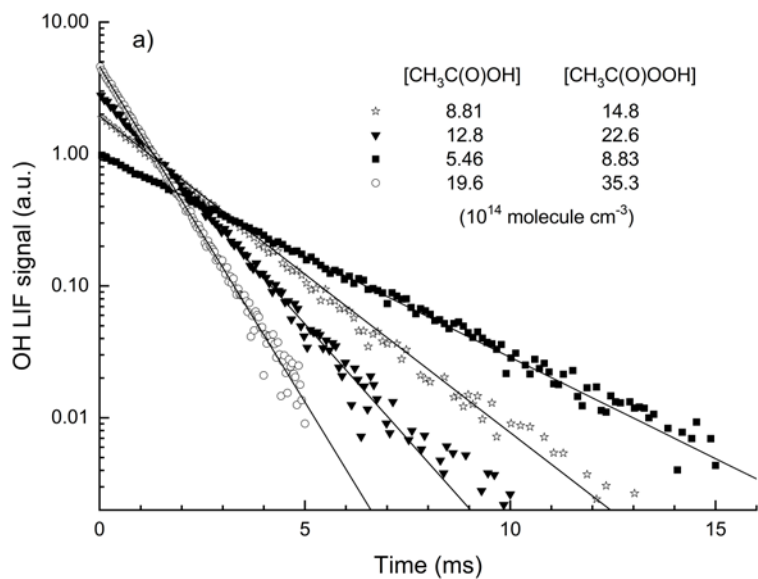 a)
[CH₃C(O)OH] [CH₃C(O)OOH]
☆ 8.81 14.8
▼ 12.8 22.6
■ 5.46 8.83
○ 19.6 35.3
(10¹⁴ molecule cm⁻³)
OH LIF signal (a.u.)
10.00
1.00
0.10
0.01
0 5 10 15
Time (ms)